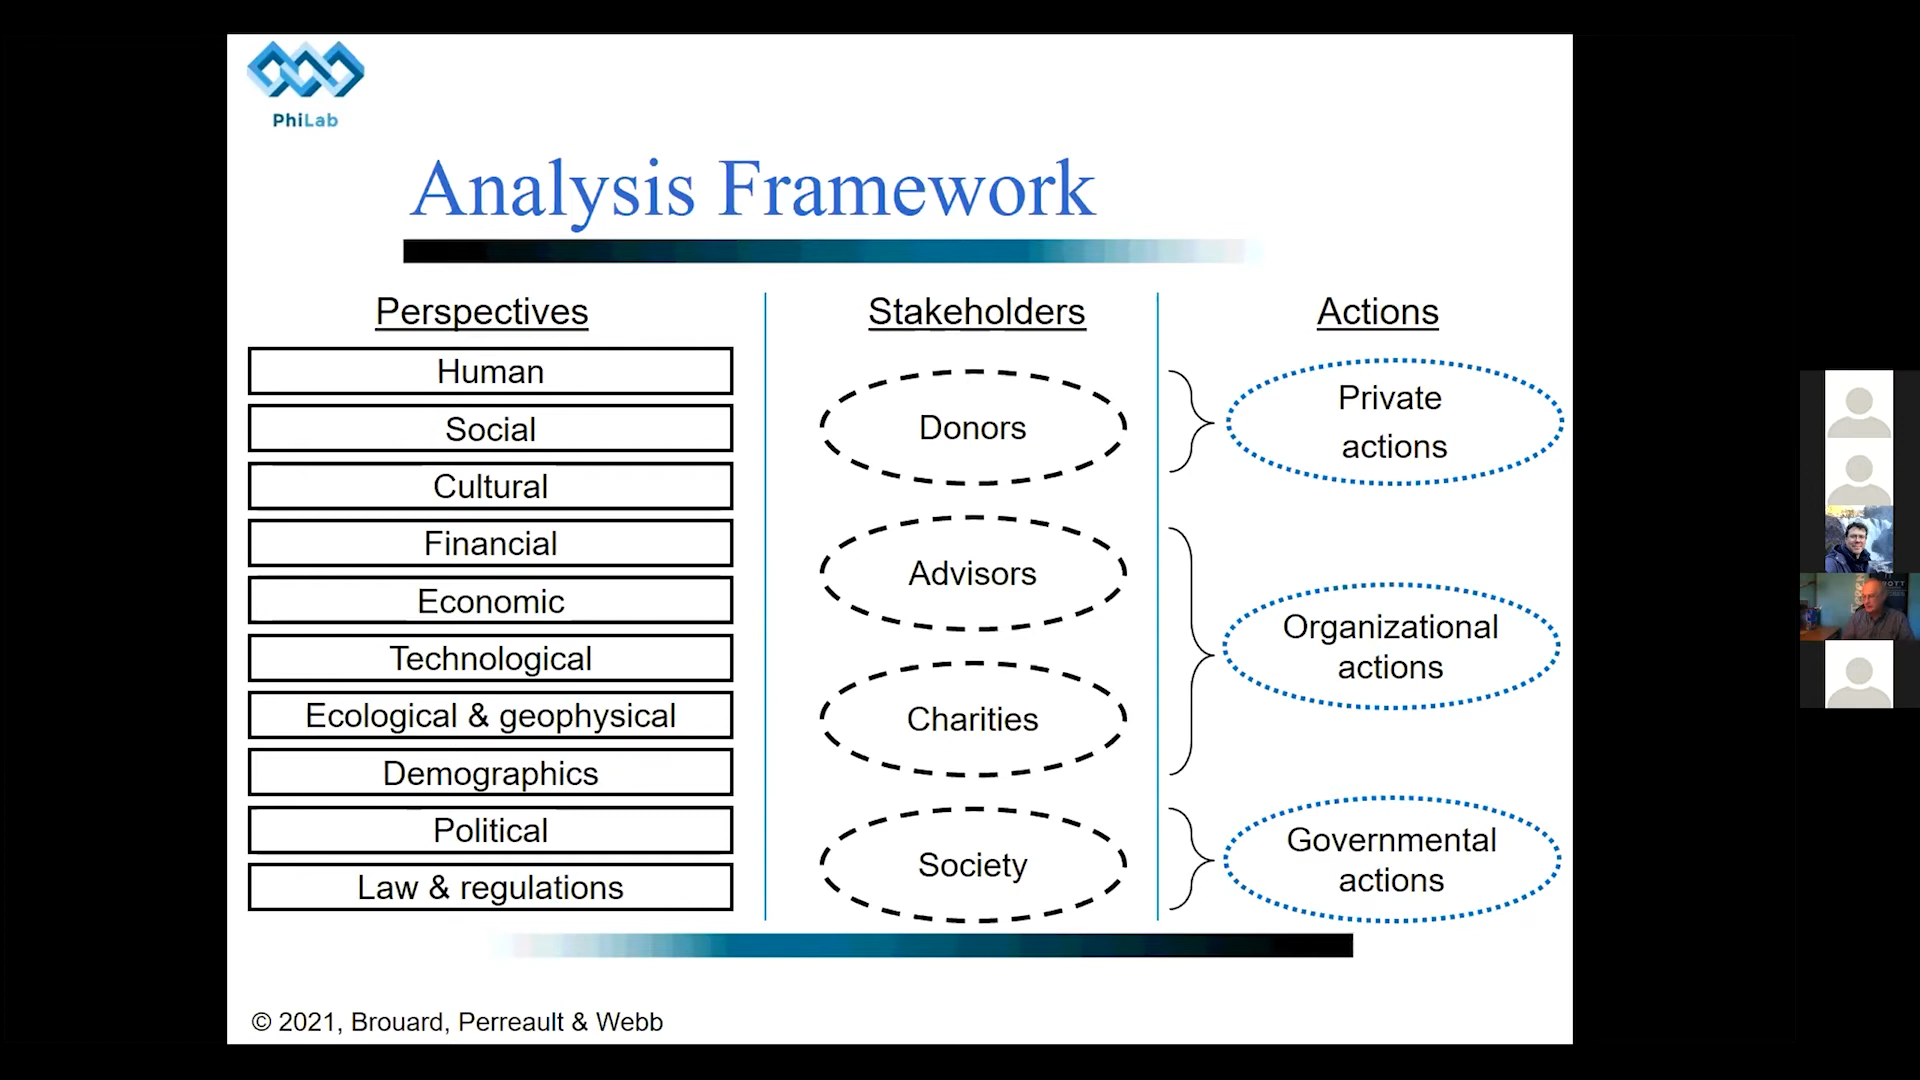 PhiLab
Analysis Framework
Perspectives
Human
Social
Cultural
Financial
Economic
Technological
Ecological & geophysical
Demographics
Political
Law & regulations
Stakeholders
Donors
Advisors
Charities
Society
Actions
Private
actions
Organizational
actions
Governmental
actions
© 2021, Brouard, Perreault & Webb